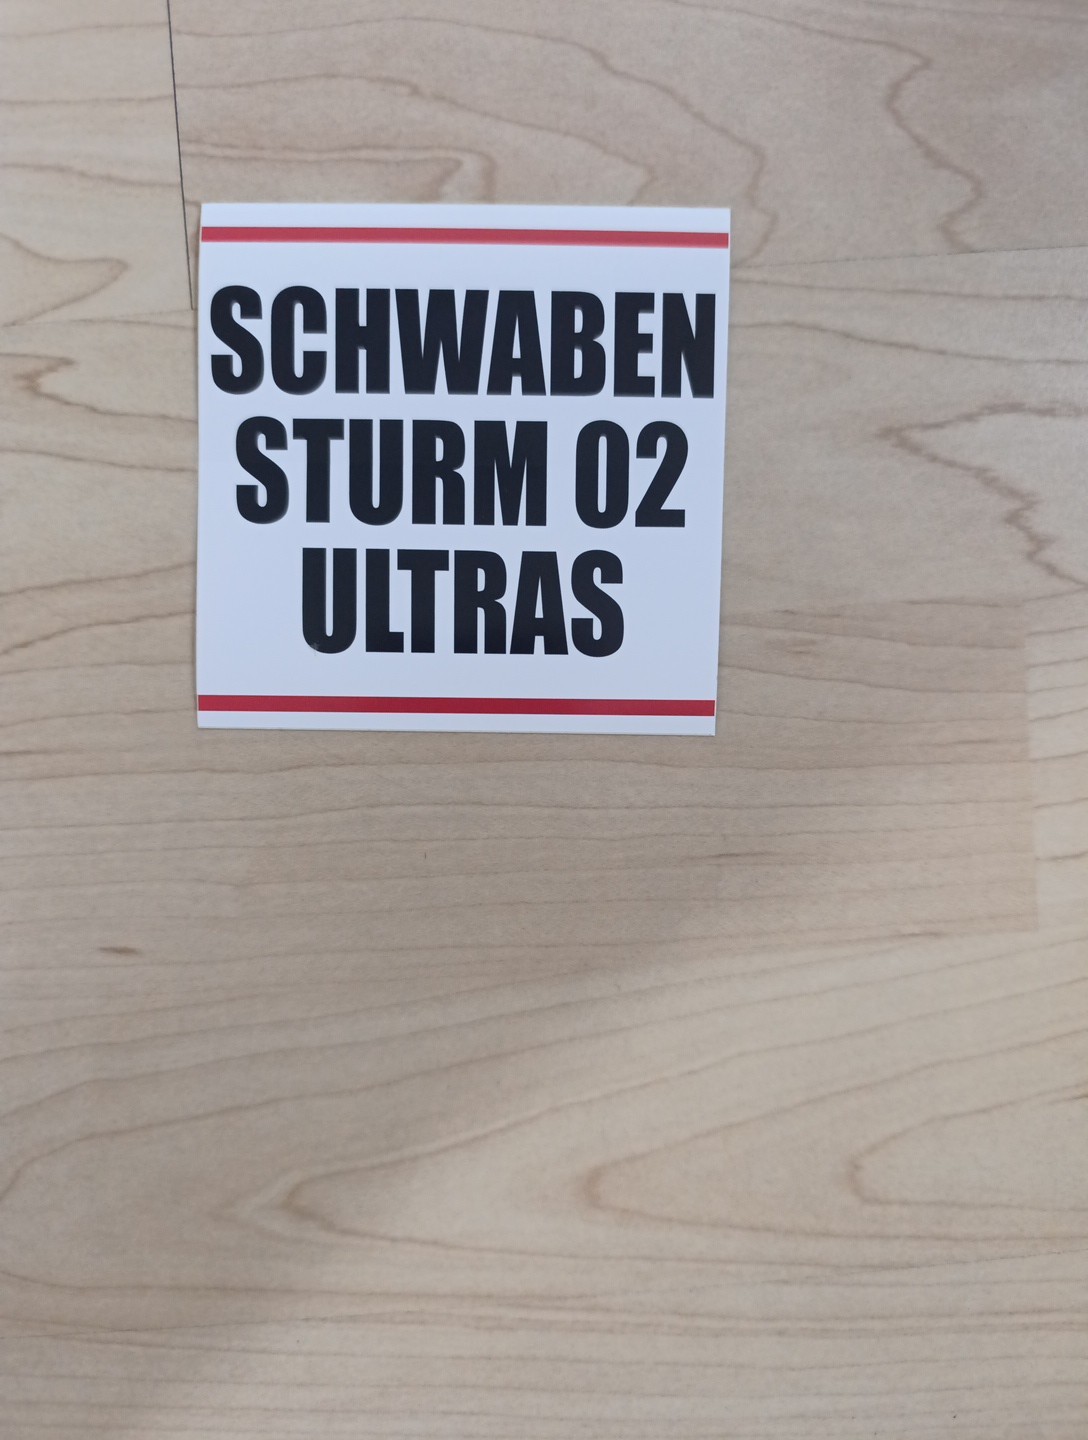 SCHWABEN
STURM 02
ULTRAS